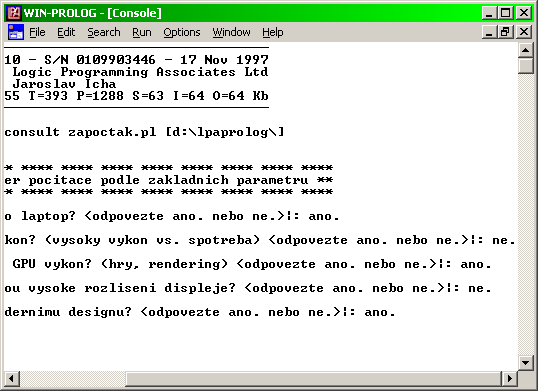 WIN-PROLOG - [Console]
File Edit Search Run Options Window Help
10 - S/N 0109903446 - 17 Nov 1997
Logic Programming Associates Ltd
Jaroslav Icha
55 T=393 P=1288 S=63 I=64 O=64 Kb
consult zapoctak.pl [d:\lpaprolog\]
* **** **** **** **** **** **** ****
er pocitace podle zakladnich parametru **
* **** **** **** **** **** **** ****
o laptop? <odpovezte ano. nebo ne.>|: ano.
kon? (vysoky vykon vs. spotreba) <odpovezte ano. nebo ne.>|: ne.
GPU vykon? (hry, rendering) <odpovezte ano. nebo ne.>|: ano.
ou vysoke rozliseni displeje? <odpovezte ano. nebo ne.>|: ne.
dernimu designu? <odpovezte ano. nebo ne.>|: ano.